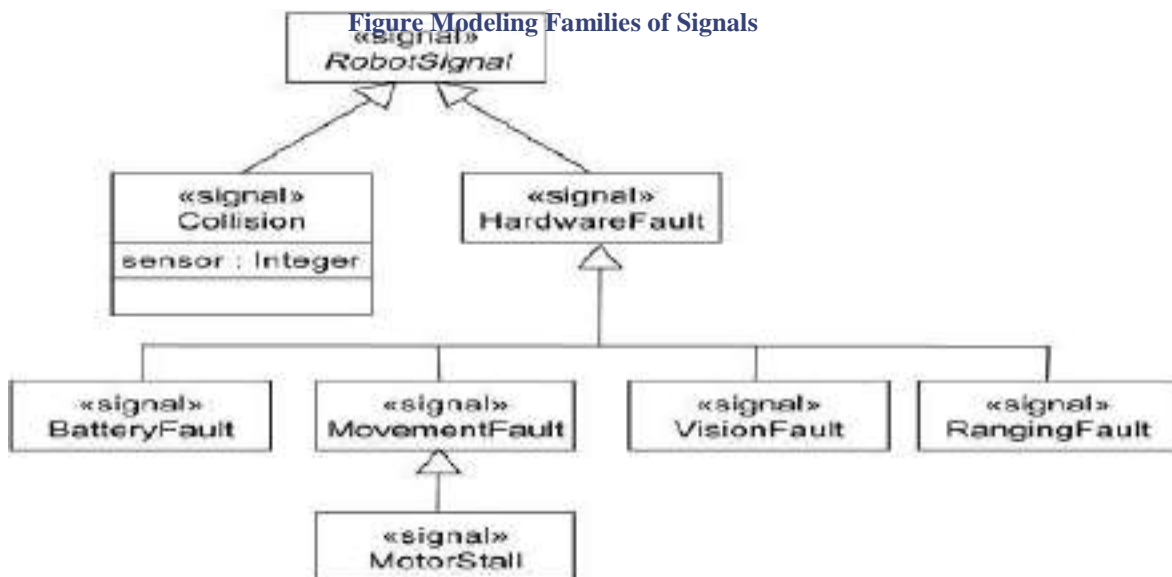 Figure Modeling Families of Signals
«signal»
RobotSignal
«signal»
Collision
sensor : Integer
«signal»
HardwareFault
«signal»
BatteryFault
«signal»
MovementFault
«signal»
VisionFault
«signal»
RangingFault
«signal»
MotorStall